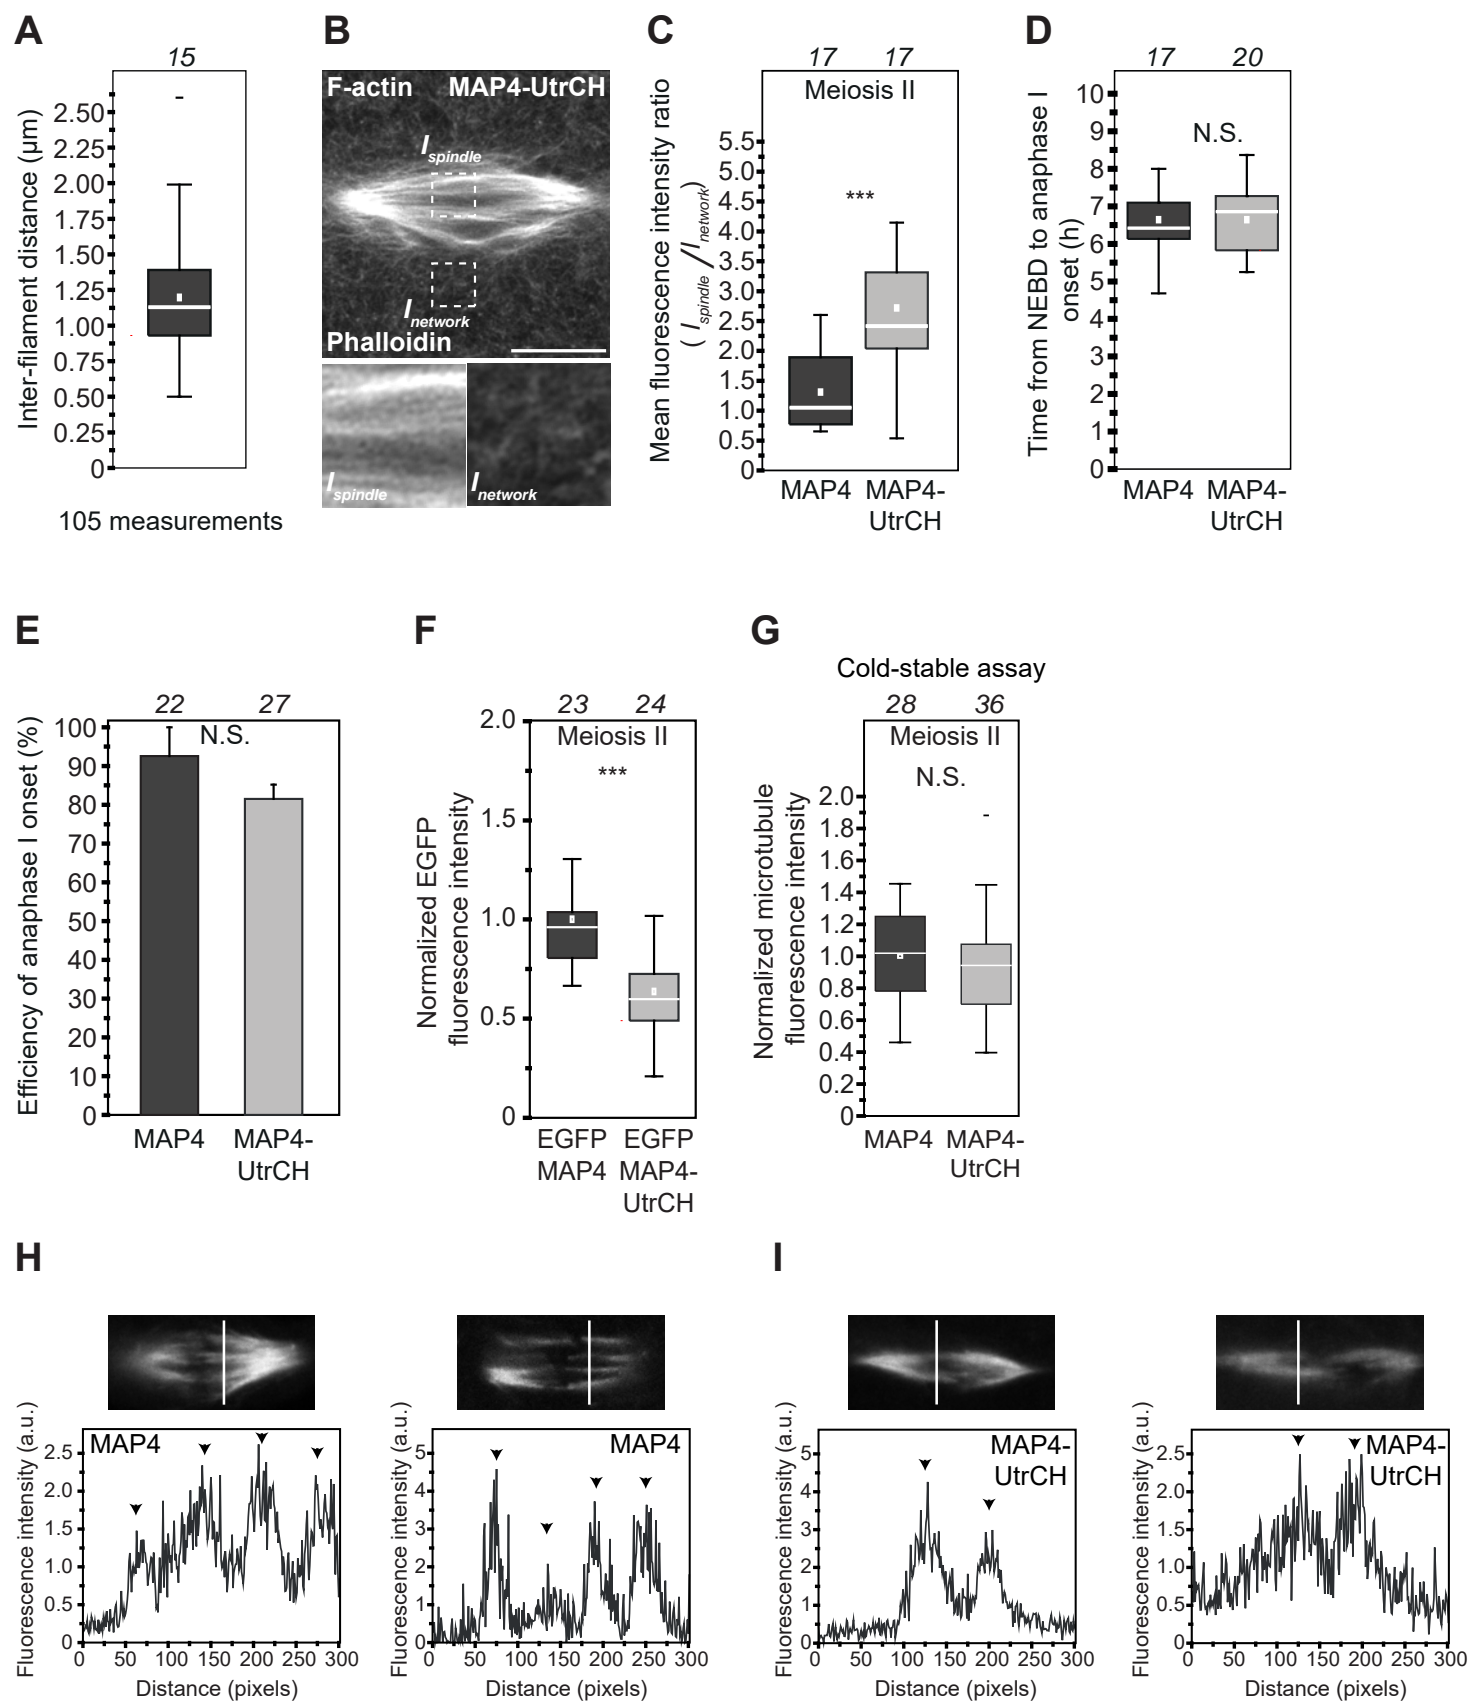 A
15
Inter-filament distance (µm)
2.50
2.25
2.00
1.75
1.50
1.25
1.00
0.75
0.50
0.25
0
105 measurements
B
F-actin MAP4-UtrCH
I spindle
I network
Phalloidin
I spindle
I network
C
17 17
Meiosis II
Mean fluorescence intensity ratio
( I spindle / I network )
5.5
5.0
4.5
4.0
3.5
3.0
2.5
2.0
1.5
1.0
0.5
0
***
MAP4 MAP4-
UtrCH
D
17 20
Time from NEBD to anaphase I
onset (h)
10
9
8
7
6
5
4
3
2
1
0
N.S.
MAP4 MAP4-
UtrCH
E
22 27
N.S.
Efficiency of anaphase I onset (%)
100
90
80
70
60
50
40
30
20
10
0
MAP4 MAP4-
UtrCH
F
23 24
Meiosis II
***
Normalized EGFP
fluorescence intensity
2.0
1.5
1.0
0.5
0
EGFP EGFP
MAP4 MAP4-
UtrCH
G
Cold-stable assay
28 36
Meiosis II
N.S.
Normalized microtubule
fluorescence intensity
2.0
1.8
1.6
1.4
1.2
1.0
0.8
0.6
0.4
0.2
0
MAP4 MAP4-
UtrCH
H
Fluorescence intensity (a.u.)
MAP4
2.5
2.0
1.5
1.0
0.5
0
0 50 100 150 200 250 300
Distance (pixels)
Fluorescence intensity (a.u.)
MAP4
5
4
3
2
1
0
0 50 100 150 200 250 300
Distance (pixels)
I
Fluorescence intensity (a.u.)
MAP4-
UtrCH
5
4
3
2
1
0
0 50 100 150 200 250 300
Distance (pixels)
Fluorescence intensity (a.u.)
MAP4-
UtrCH
2.5
2.0
1.5
1.0
0.5
0
0 50 100 150 200 250 300
Distance (pixels)